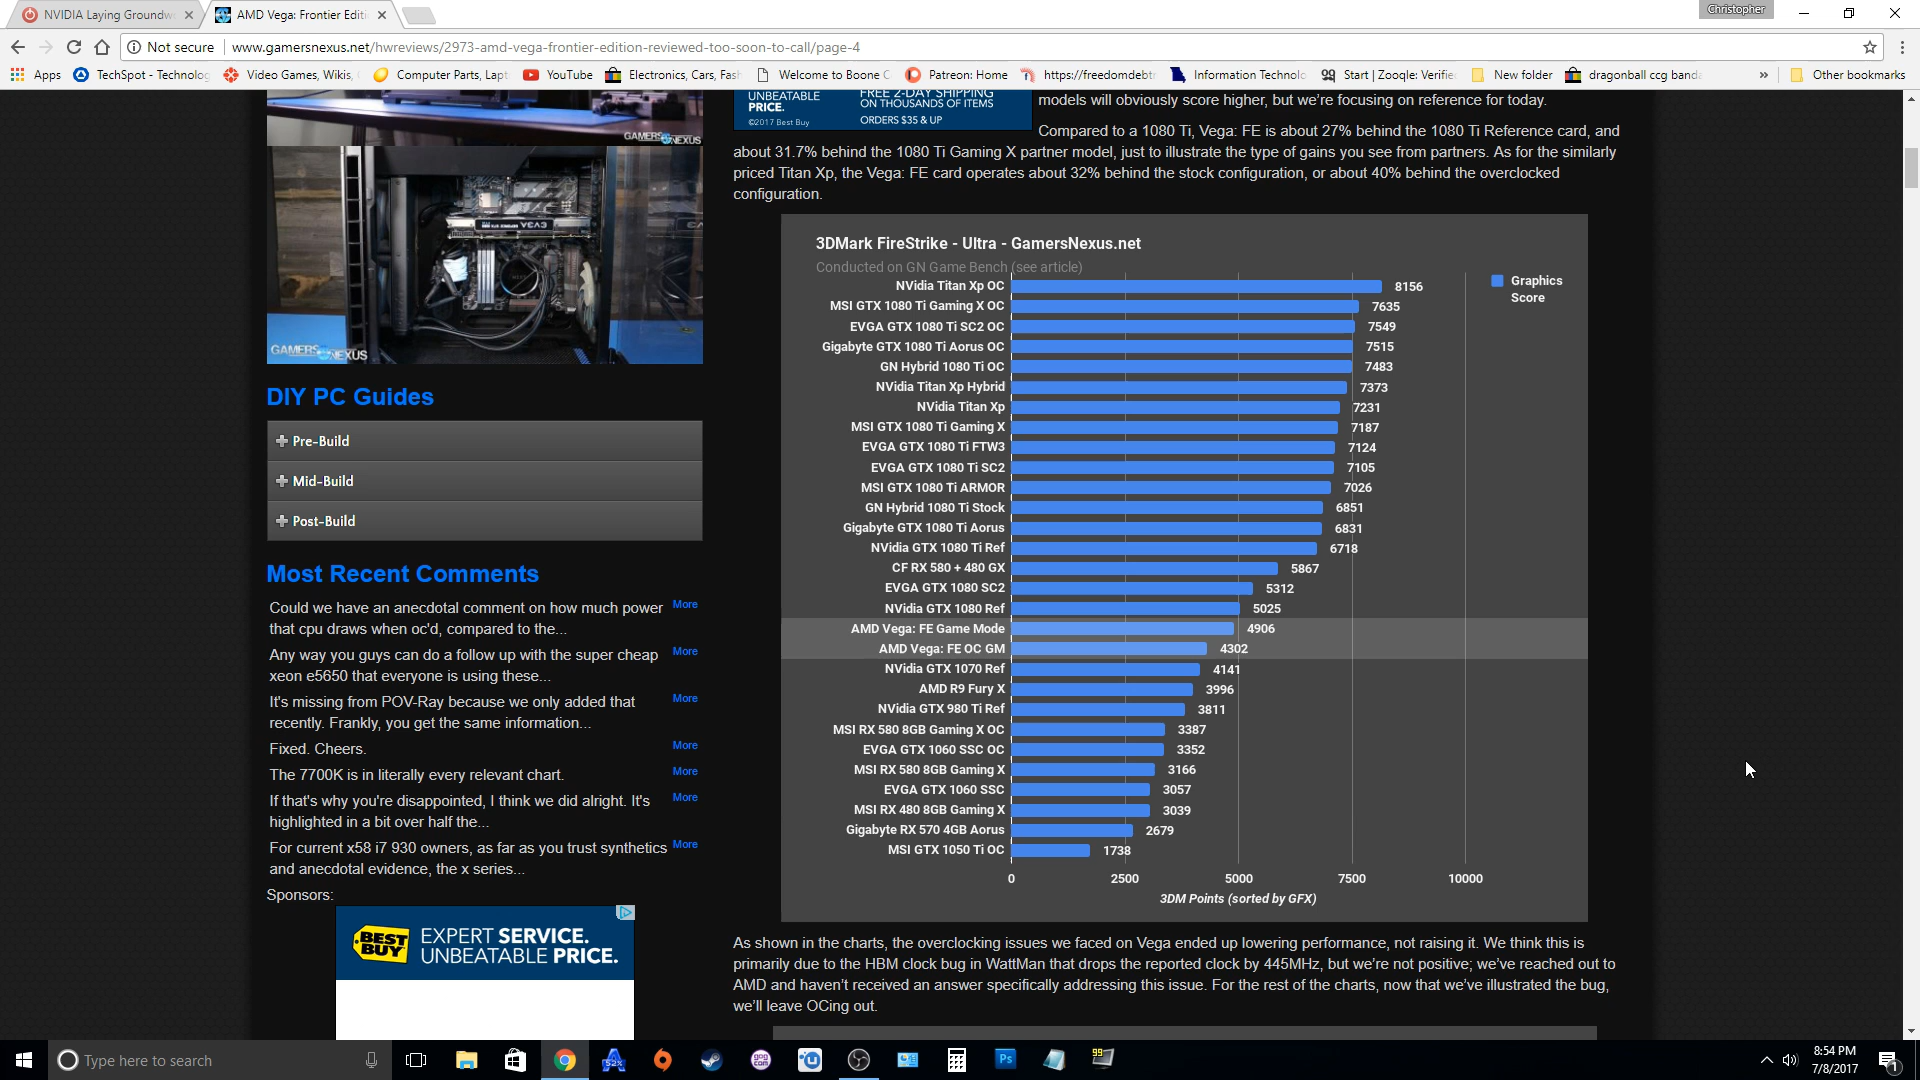 NVIDIA Laying Groundw
AMD Vega: Frontier Editi
Christopher
Not secure
www.gamersnexus.net/hwreviews/2973-amd-vega-frontier-edition-reviewed-too-soon-to-call/page-4
Apps
TechSpot - Technolog
Video Games, Wikis,
Computer Parts, Lapt
YouTube
Electronics, Cars, Fash
Welcome to Boone C
Patreon: Home
https://freedomdebtr
Information Technolo
Start | Zooqle: Verifie
New folder
dragonball ccg banda
»
Other bookmarks
GAMERS NEXUS
VEGA
GAMERS NEXUS
DIY PC Guides
Pre-Build
Mid-Build
Post-Build
Most Recent Comments
Could we have an anecdotal comment on how much power More
that cpu draws when oc'd, compared to the...
Any way you guys can do a follow up with the super cheap More
xeon e5650 that everyone is using these...
It's missing from POV-Ray because we only added that More
recently. Frankly, you get the same information...
Fixed. Cheers. More
The 7700K is in literally every relevant chart. More
If that's why you're disappointed, I think we did alright. It's More
highlighted in a bit over half the...
For current x58 i7 930 owners, as far as you trust synthetics More
and anecdotal evidence, the x series...
Sponsors:
BEST BUY
EXPERT SERVICE.
UNBEATABLE PRICE.
UNBEATABLE
PRICE.
©2017 Best Buy
FREE 2-DAY SHIPPING
ON THOUSANDS OF ITEMS
ORDERS $35 & UP
models will obviously score higher, but we're focusing on reference for today.
Compared to a 1080 Ti, Vega: FE is about 27% behind the 1080 Ti Reference card, and
about 31.7% behind the 1080 Ti Gaming X partner model, just to illustrate the type of gains you see from partners. As for the similarly
priced Titan Xp, the Vega: FE card operates about 32% behind the stock configuration, or about 40% behind the overclocked
configuration.
3DMark FireStrike - Ultra - GamersNexus.net
Conducted on GN Game Bench (see article)
Graphics
Score
NVidia Titan Xp OC 8156
MSI GTX 1080 Ti Gaming X OC 7635
EVGA GTX 1080 Ti SC2 OC 7549
Gigabyte GTX 1080 Ti Aorus OC 7515
GN Hybrid 1080 Ti OC 7483
NVidia Titan Xp Hybrid 7373
NVidia Titan Xp 7231
MSI GTX 1080 Ti Gaming X 7187
EVGA GTX 1080 Ti FTW3 7124
EVGA GTX 1080 Ti SC2 7105
MSI GTX 1080 Ti ARMOR 7026
GN Hybrid 1080 Ti Stock 6851
Gigabyte GTX 1080 Ti Aorus 6831
NVidia GTX 1080 Ti Ref 6718
CF RX 580 + 480 GX 5867
EVGA GTX 1080 SC2 5312
NVidia GTX 1080 Ref 5025
AMD Vega: FE Game Mode 4906
AMD Vega: FE OC GM 4302
NVidia GTX 1070 Ref 4141
AMD R9 Fury X 3996
NVidia GTX 980 Ti Ref 3811
MSI RX 580 8GB Gaming X OC 3387
EVGA GTX 1060 SSC OC 3352
MSI RX 580 8GB Gaming X 3166
EVGA GTX 1060 SSC 3057
MSI RX 480 8GB Gaming X 3039
Gigabyte RX 570 4GB Aorus 2679
MSI GTX 1050 Ti OC 1738
0 2500 5000 7500 10000
3DM Points (sorted by GFX)
As shown in the charts, the overclocking issues we faced on Vega ended up lowering performance, not raising it. We think this is
primarily due to the HBM clock bug in WattMan that drops the reported clock by 445MHz, but we're not positive; we've reached out to
AMD and haven't received an answer specifically addressing this issue. For the rest of the charts, now that we've illustrated the bug,
we'll leave OCing out.
Type here to search
52%
gog
com
Ps
99
8:54 PM
7/8/2017
1